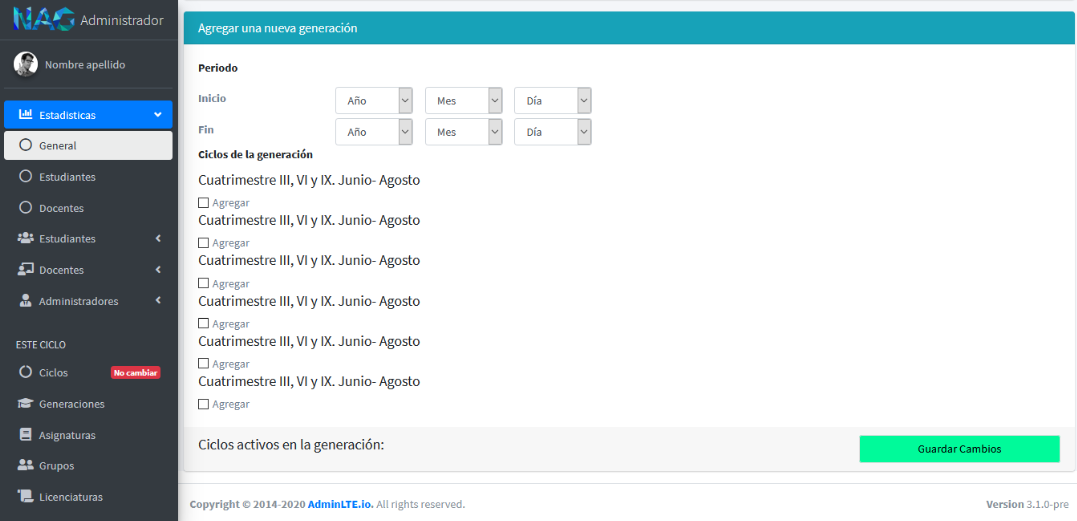 NAG Administrador
Nombre apellido
Estadísticas
General
Estudiantes
Docentes
Estudiantes
Docentes
Administradores
ESTE CICLO
Ciclos No cambiar
Generaciones
Asignaturas
Grupos
Licenciaturas
Agregar una nueva generación
Periodo
Inicio Año Mes Día
Fin Año Mes Día
Ciclos de la generación
Cuatrimestre III, VI y IX. Junio- Agosto
Agregar
Cuatrimestre III, VI y IX. Junio- Agosto
Agregar
Cuatrimestre III, VI y IX. Junio- Agosto
Agregar
Cuatrimestre III, VI y IX. Junio- Agosto
Agregar
Cuatrimestre III, VI y IX. Junio- Agosto
Agregar
Cuatrimestre III, VI y IX. Junio- Agosto
Agregar
Ciclos activos en la generación: Guardar Cambios
Copyright © 2014-2020 AdminLTE.io. All rights reserved. Version 3.1.0-pre